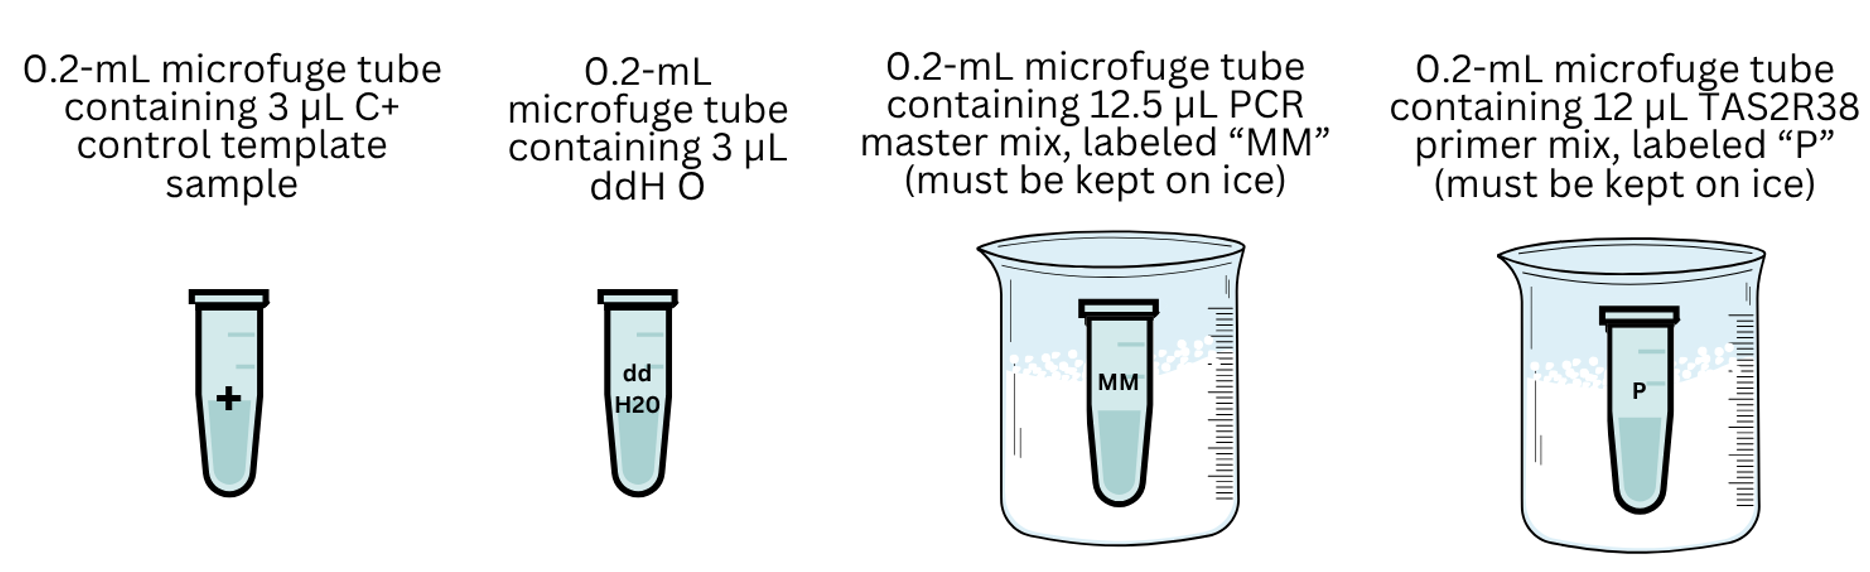 0.2-mL microfuge tube
containing 3 µL C+
control template
sample
0.2-mL
microfuge tube
containing 3 µL
ddH O
0.2-mL microfuge tube
containing 12.5 µL PCR
master mix, labeled “MM”
(must be kept on ice)
0.2-mL microfuge tube
containing 12 µL TAS2R38
primer mix, labeled “P”
(must be kept on ice)
+
dd
H20
MM
P